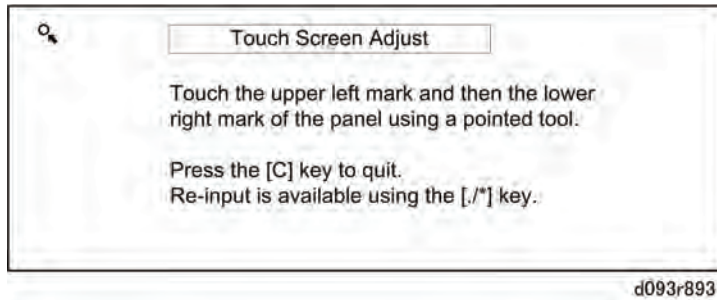 Touch Screen Adjust
Touch the upper left mark and then the lower
right mark of the panel using a pointed tool.
Press the [C] key to quit.
Re-input is available using the [./*] key.
d093r893